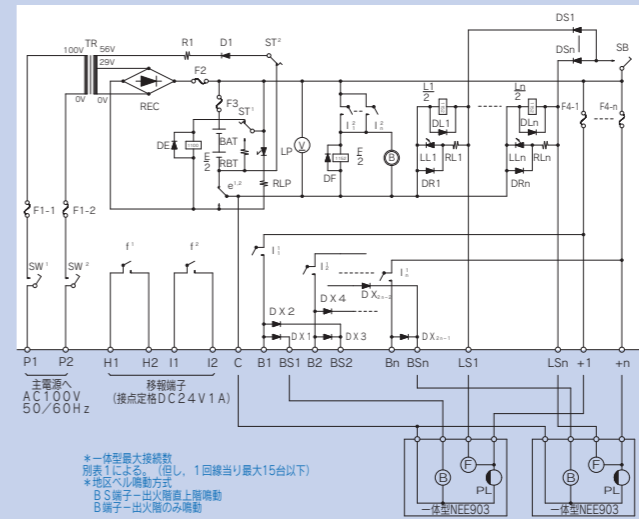 DS1
100V TR 56V R1 D1 ST² DSn SB
29V F2
0V 0V REC F3
ST¹
L1/2 Ln/2 F4-1 F4-n
DE BAT LP V DL1 DLn
E/2 RBT F/2 B
DF LL1 RL1 LLn RLn
RLP DR1 DRn
e¹·²
F1-1 F1-2
SW¹ SW² f¹ f²
DX2n-2
DX4
DX2
DX1 DX3 DX2n-1
P1 P2 H1 H2 I1 I2 C B1 BS1 B2 BS2 Bn BSn LS1 LSn +1 +n
主電源へ 移報端子
AC100V (接点定格DC24V1A)
50/60Hz
F F
B PL B PL
一体型NEE903 一体型NEE903
*一体型最大接続数
別表1による。(但し、1回線当り最大15台以下)
*地区ベル鳴動方式
BS端子-出火階直上階鳴動
B端子-出火階のみ鳴動